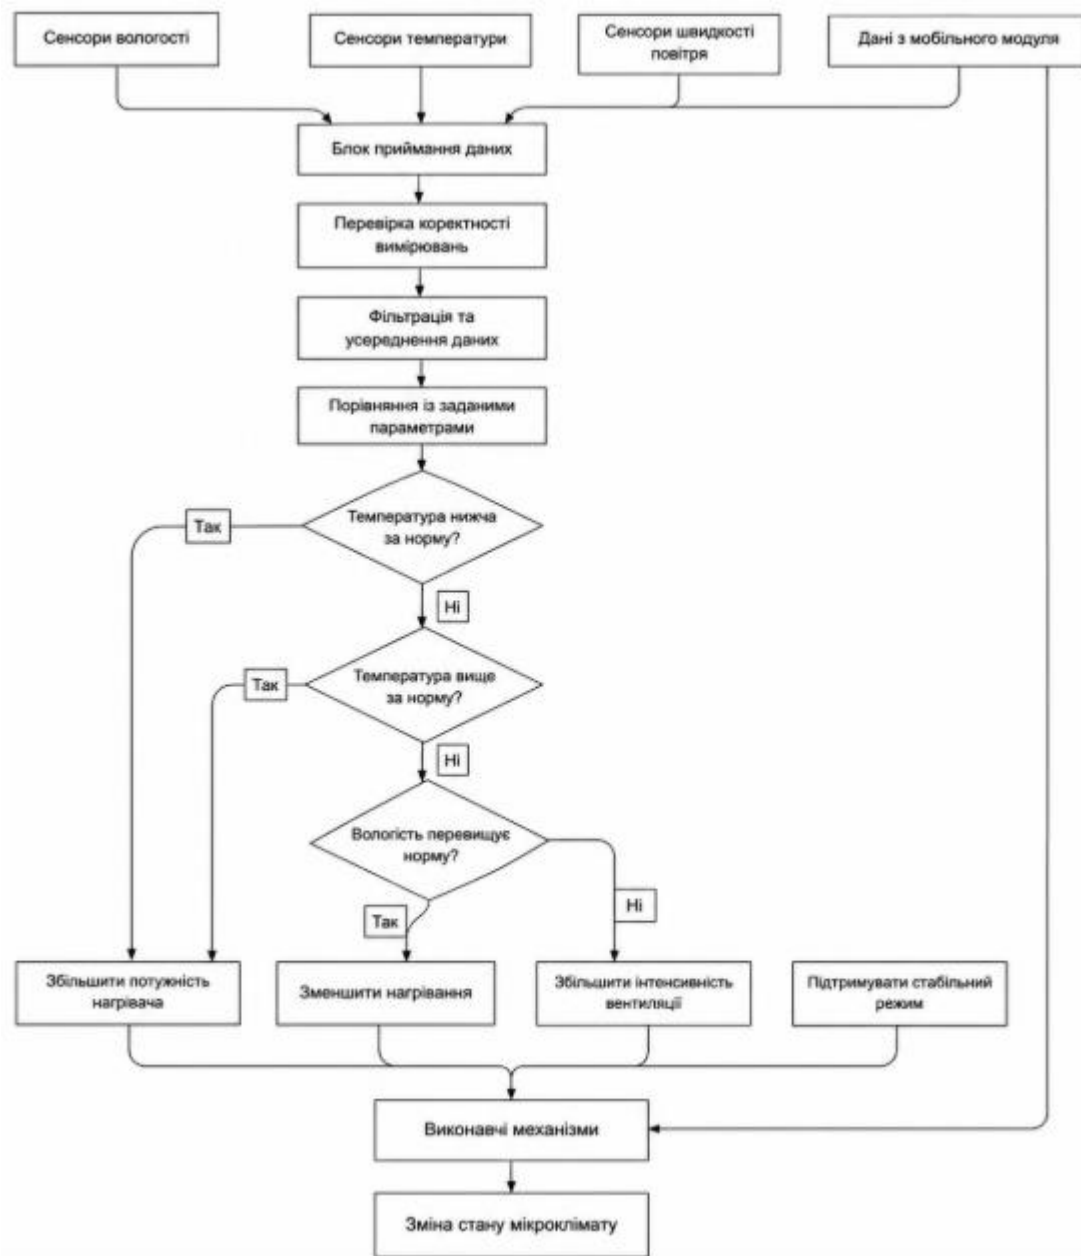 Сенсори вологості
Сенсори температури
Сенсори швидкості
повітря
Дані з мобільного модуля
Блок приймання даних
Перевірка коректності
вимірювань
Фільтрація та
усереднення даних
Порівняння із заданими
параметрами
Температура нижча
за норму?
Так
Ні
Температура вище
за норму?
Так
Ні
Вологість перевищує
норму?
Так
Ні
Збільшити потужність
нагрівача
Зменшити нагрівання
Збільшити інтенсивність
вентиляції
Підтримувати стабільний
режим
Виконавчі механізми
Зміна стану мікроклімату